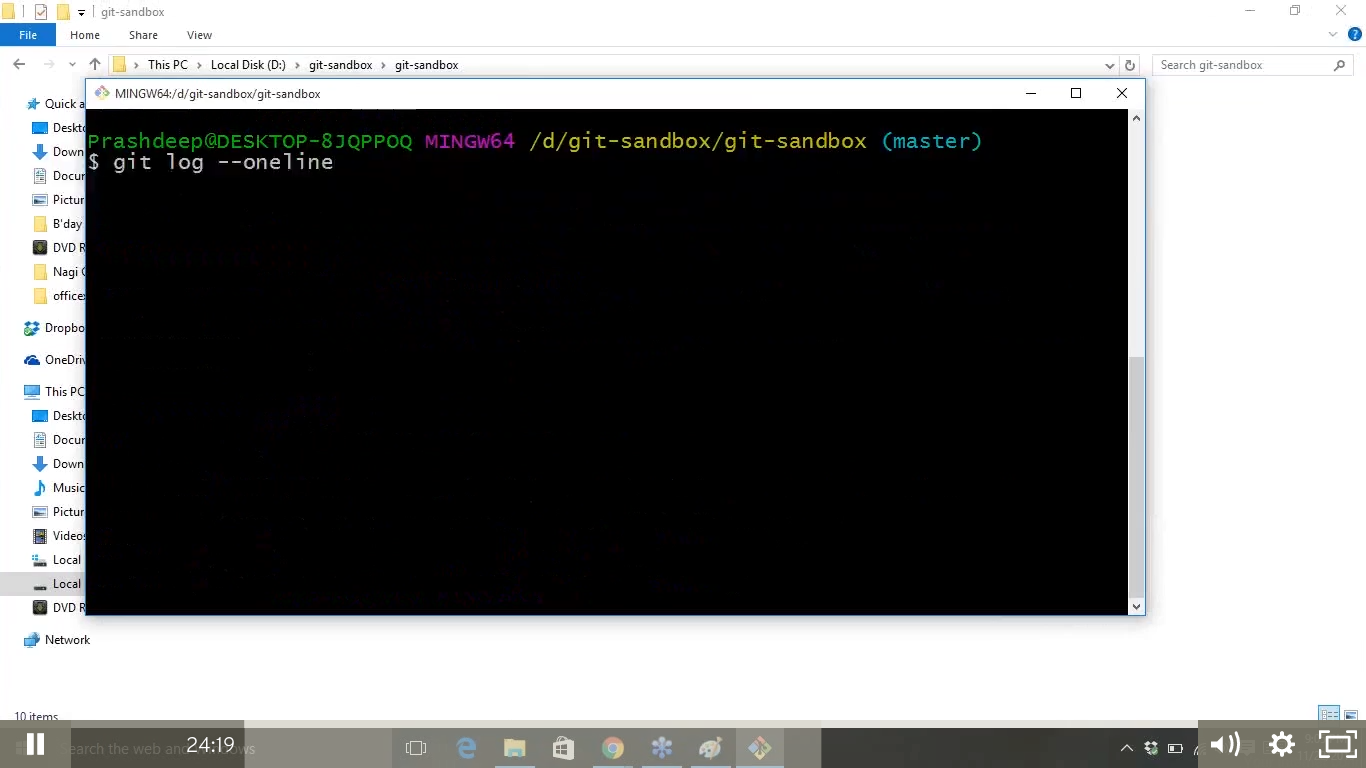 git-sandbox
File Home Share View
This PC Local Disk (D:) git-sandbox git-sandbox
Search git-sandbox
MINGW64:/d/git-sandbox/git-sandbox
Prashdeep@DESKTOP-8JQPPOQ MINGW64 /d/git-sandbox/git-sandbox (master)
$ git log --oneline
Quick a
Deskto
Down
Docur
Pictur
B'day
DVD R
Nagi C
office
Dropbo
OneDriv
This PC
Deskto
Docur
Down
Music
Pictur
Videos
Local
Local
DVD R
Network
10 items
24:19
Search the web and